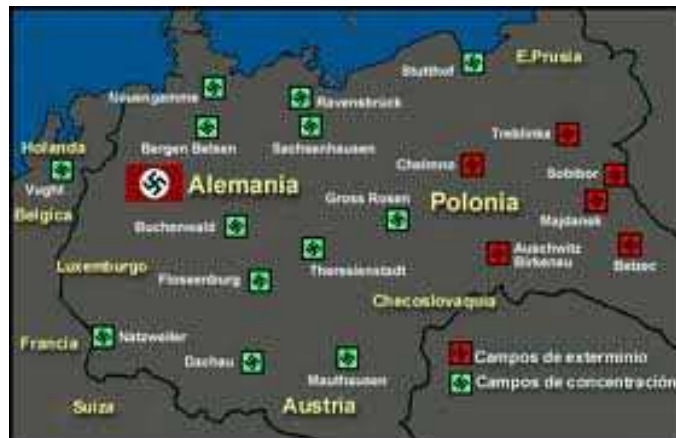 Stutthof
E.Prusia
Neuengamme
Ravensbrück
Bergen Belsen
Sachsenhausen
Treblinka
Holanda
Vught
Chelmno
Sobibor
Alemania
Gross Rosen
Polonia
Majdanek
Belgica
Buchenwald
Auschwitz
Birkenau
Belzec
Luxemburgo
Theresienstadt
Flossenburg
Checoslovaquia
Francia
Natzweiler
Dachau
Mauthausen
Campos de exterminio
Campos de concentración
Suiza
Austria